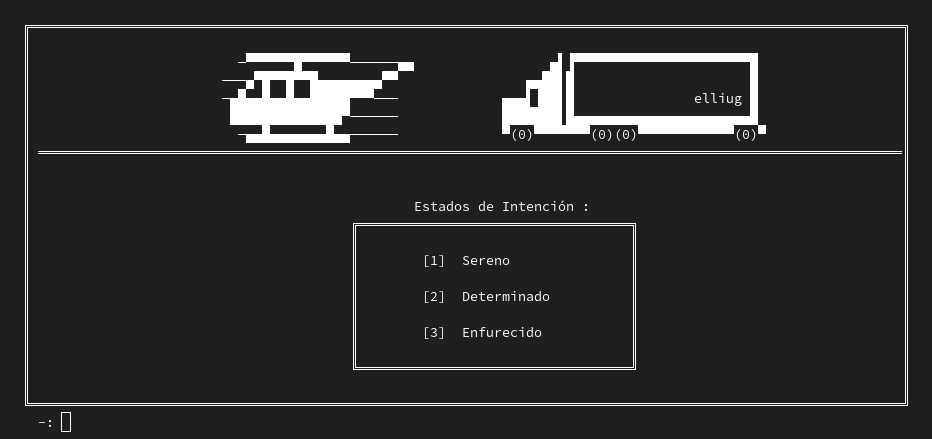 elliug
(0) (0)(0) (0)
Estados de Intención :
[1] Sereno
[2] Determinado
[3] Enfurecido
~: